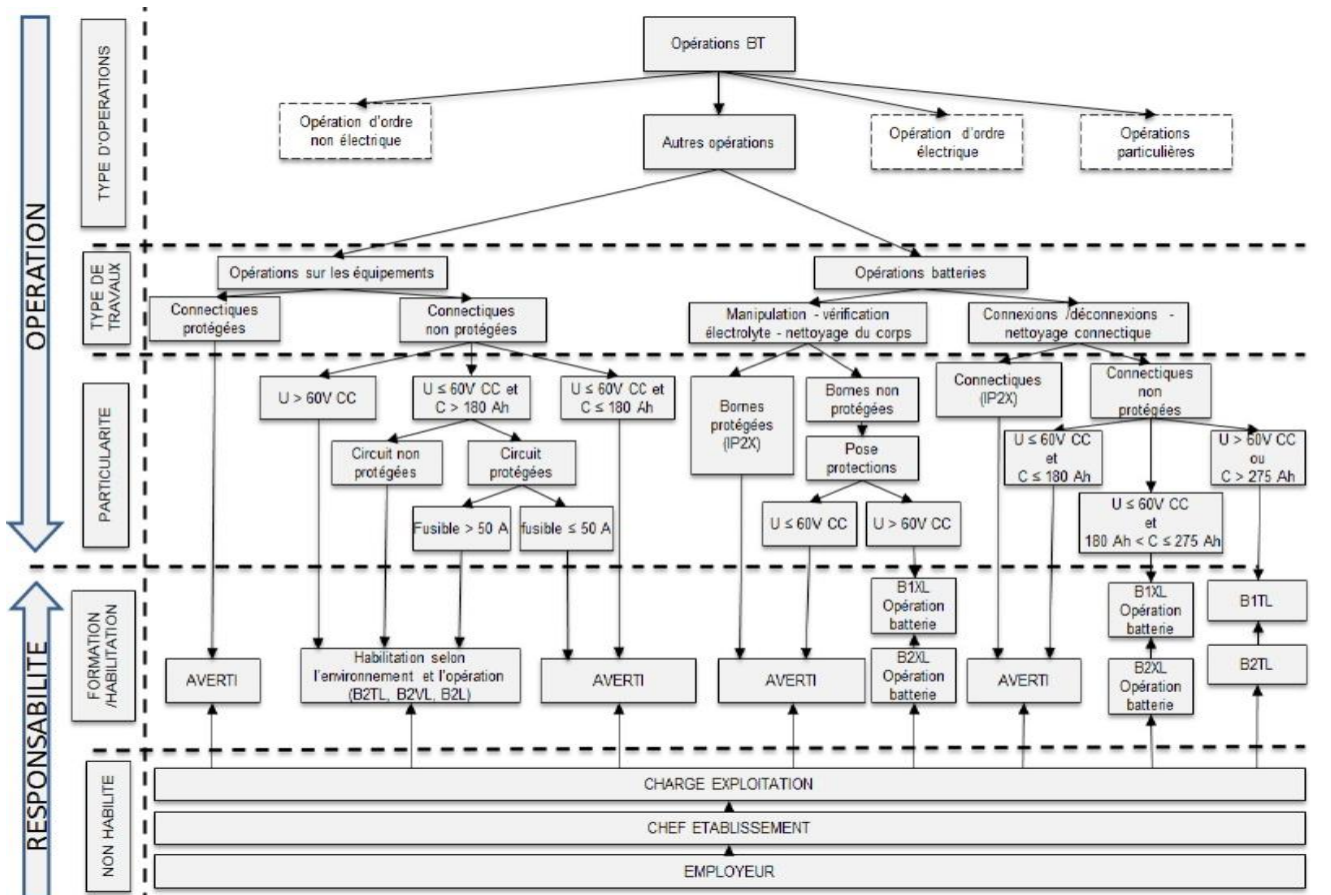 OPERATION
RESPONSABILITE
TYPE D'OPERATIONS
Opérations BT
Opération d'ordre
non électrique
Autres opérations
Opération d'ordre
électrique
Opérations
particulières
TYPE DE
TRAVAUX
Opérations sur les équipements
Opérations batteries
Connectiques
protégées
Connectiques
non protégées
Manipulation - vérification
électrolyte - nettoyage du corps
Connexions /déconnexions -
nettoyage connectique
PARTICULARITE
U > 60V CC
U ≤ 60V CC et
C > 180 Ah
U ≤ 60V CC et
C ≤ 180 Ah
Circuit non
protégées
Circuit
protégées
Fusible > 50 A
fusible ≤ 50 A
Bornes
protégées
(IP2X)
Bornes non
protégées
Pose
protections
U ≤ 60V CC
U > 60V CC
Connectiques
(IP2X)
Connectiques
non
protégées
U ≤ 60V CC
et
C ≤ 180 Ah
U > 60V CC
ou
C > 275 Ah
U ≤ 60V CC
et
180 Ah < C ≤ 275 Ah
FORMATION
/HABILITATION
AVERTI
Habilitation selon
l'environnement et l'opération
(B2TL, B2VL, B2L)
AVERTI
AVERTI
B1XL
Opération
batterie
B2XL
Opération
batterie
AVERTI
B1XL
Opération
batterie
B2XL
Opération
batterie
B1TL
B2TL
NON HABILITE
CHARGE EXPLOITATION
CHEF ETABLISSEMENT
EMPLOYEUR